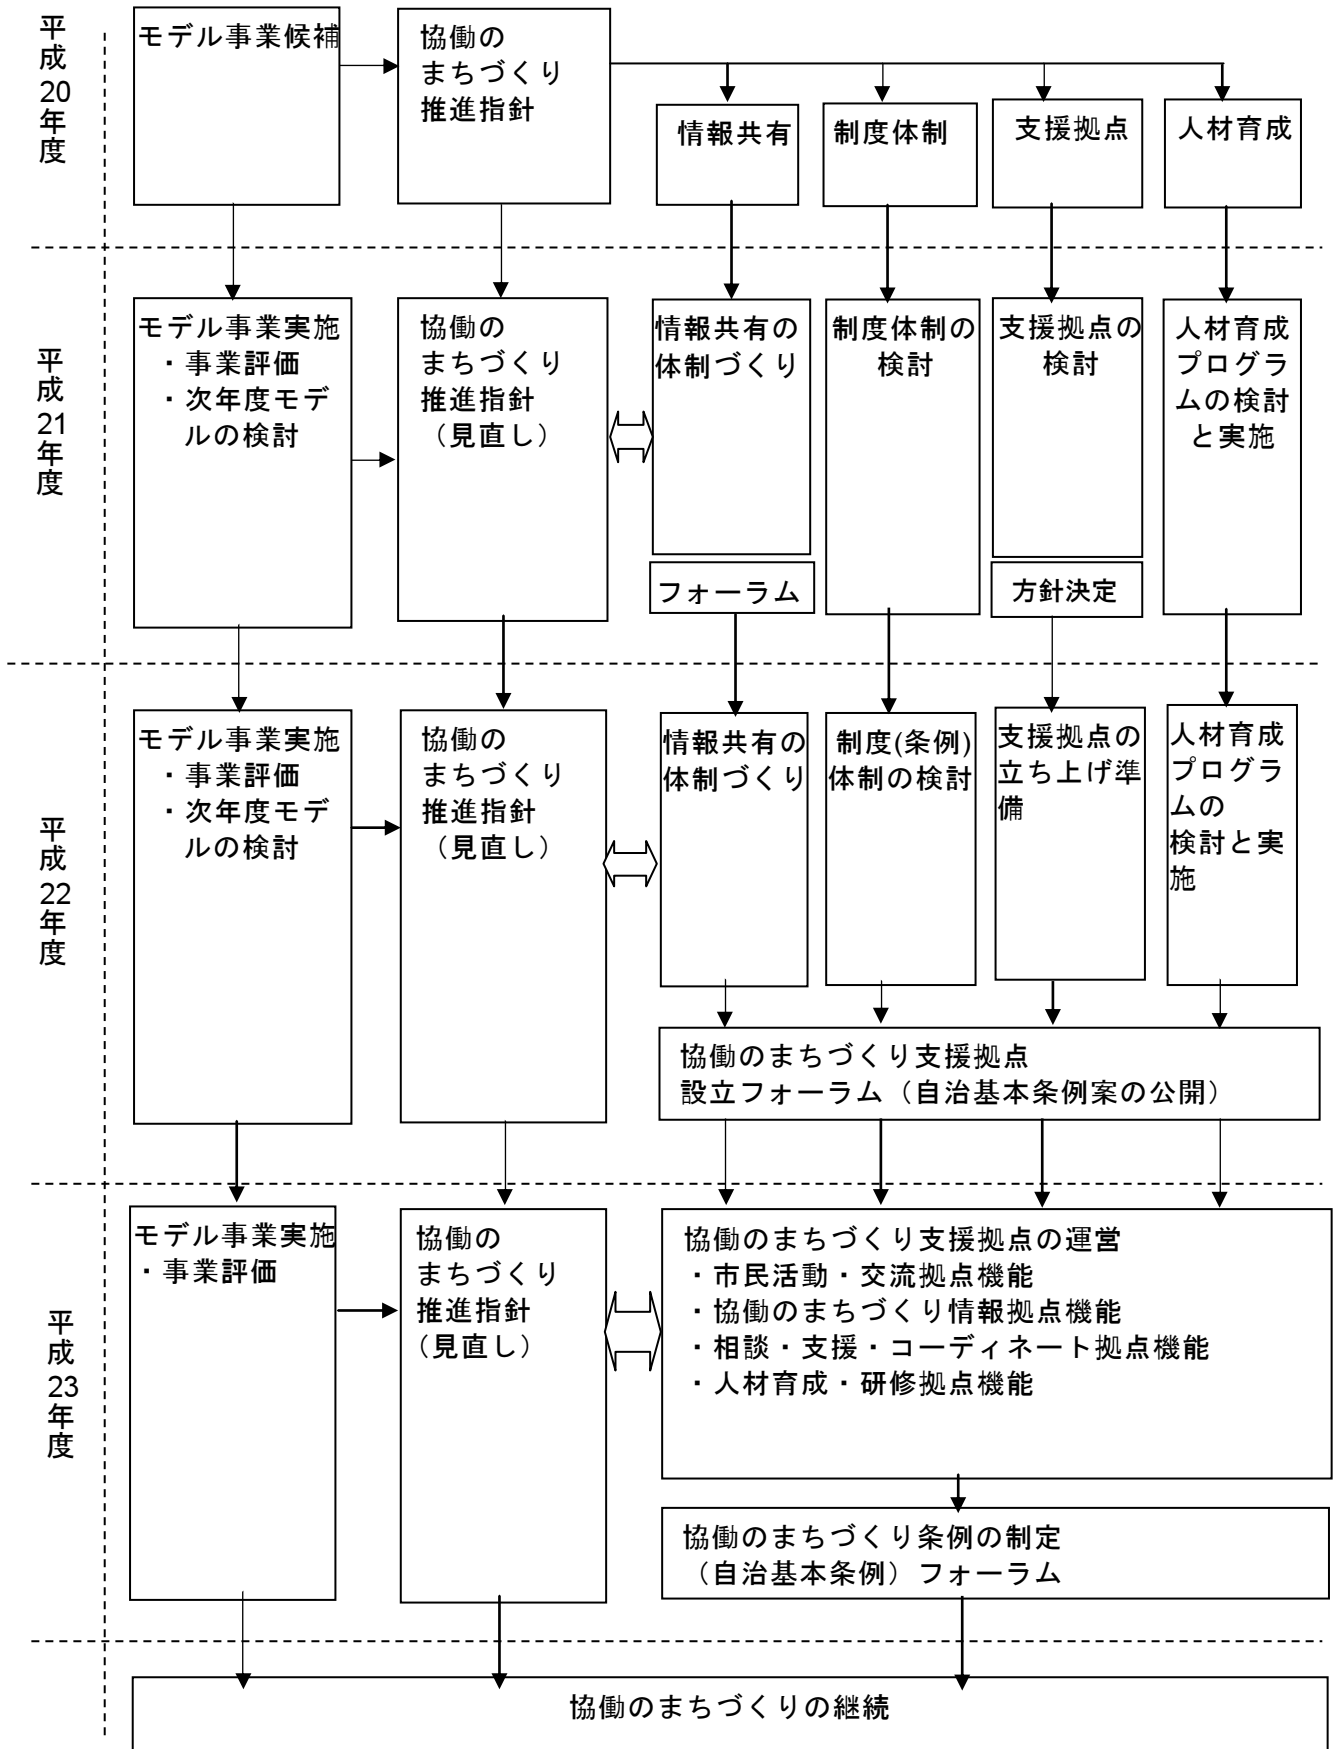 平成20年度
モデル事業候補
協働の
まちづくり
推進指針
情報共有
制度体制
支援拠点
人材育成
平成21年度
モデル事業実施
・事業評価
・次年度モデ
ルの検討
協働の
まちづくり
推進指針
（見直し）
情報共有の
体制づくり
フォーラム
制度体制の
検討
支援拠点の
検討
方針決定
人材育成
プログラ
ムの検討
と実施
平成22年度
モデル事業実施
・事業評価
・次年度モデ
ルの検討
協働の
まちづくり
推進指針
（見直し）
情報共有の
体制づくり
制度(条例)
体制の検討
支援拠点の
立ち上げ準
備
人材育成
プログラ
ムの
検討と実
施
協働のまちづくり支援拠点
設立フォーラム（自治基本条例案の公開）
平成23年度
モデル事業実施
・事業評価
協働の
まちづくり
推進指針
（見直し）
協働のまちづくり支援拠点の運営
・市民活動・交流拠点機能
・協働のまちづくり情報拠点機能
・相談・支援・コーディネート拠点機能
・人材育成・研修拠点機能
協働のまちづくり条例の制定
（自治基本条例）フォーラム
協働のまちづくりの継続